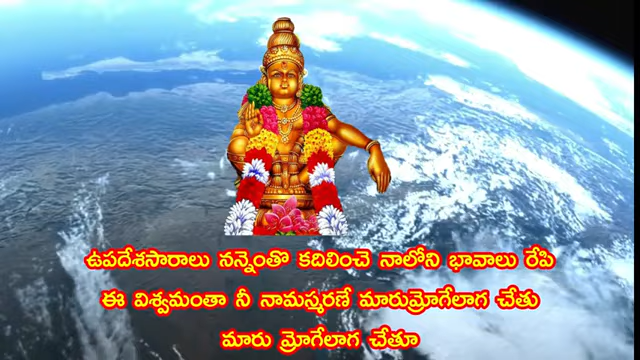 ఉపదేశసారాలు నన్నెంతొ కదిలించె నాలోని భావాలు రేపి
ఈ విశ్వమంతా నీ నామస్మరణే మారుమ్రోగేలాగ చేతు
మారు మ్రోగేలాగ చేతూ